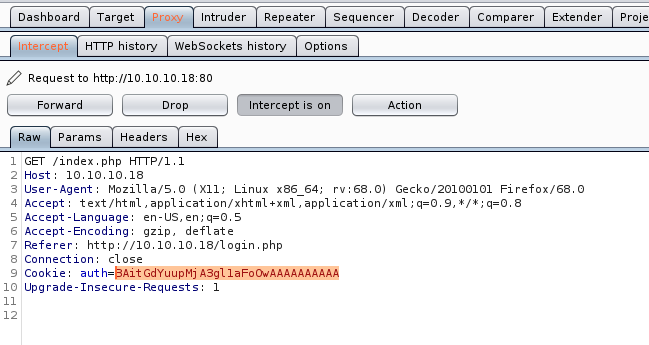 Dashboard Target Proxy Intruder Repeater Sequencer Decoder Comparer Extender Proje
Intercept HTTP history WebSockets history Options
Request to http://10.10.10.18:80
Forward Drop Intercept is on Action
Raw Params Headers Hex
1 GET /index.php HTTP/1.1
2 Host: 10.10.10.18
3 User-Agent: Mozilla/5.0 (X11; Linux x86_64; rv:68.0) Gecko/20100101 Firefox/68.0
4 Accept: text/html,application/xhtml+xml,application/xml;q=0.9,*/*;q=0.8
5 Accept-Language: en-US,en;q=0.5
6 Accept-Encoding: gzip, deflate
7 Referer: http://10.10.10.18/login.php
8 Connection: close
9 Cookie: auth=BAitGdYuupMjA3gl1aFoOwAAAAAAAAAA
10 Upgrade-Insecure-Requests: 1
11
12